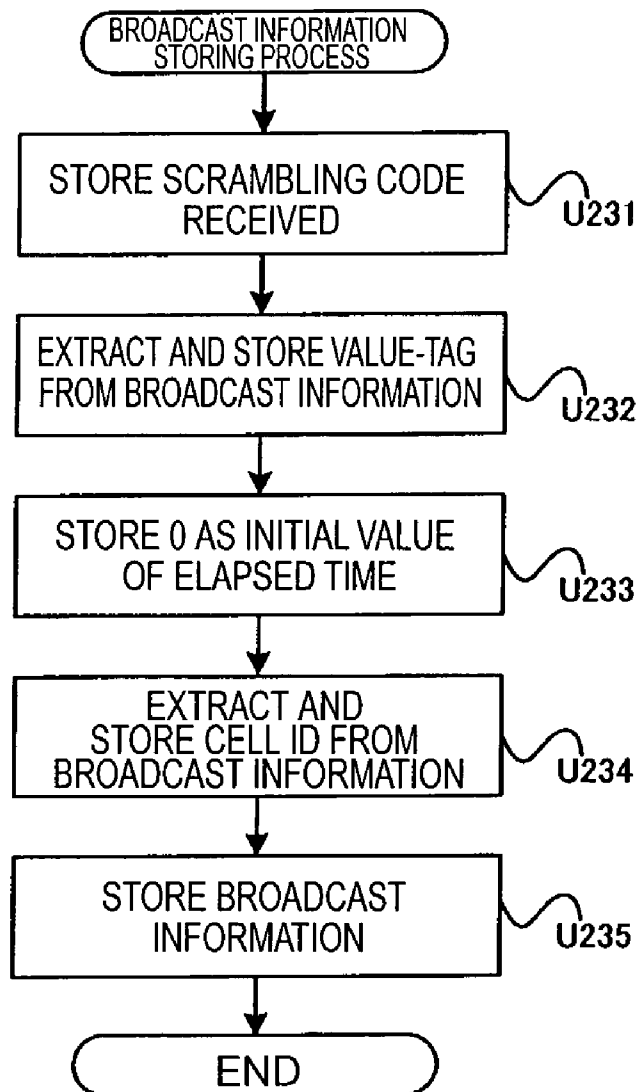 BROADCAST INFORMATION
STORING PROCESS
STORE SCRAMBLING CODE
RECEIVED
U231
EXTRACT AND STORE VALUE-TAG
FROM BROADCAST INFORMATION
U232
STORE 0 AS INITIAL VALUE
OF ELAPSED TIME
U233
EXTRACT AND
STORE CELL ID FROM
BROADCAST INFORMATION
U234
STORE BROADCAST
INFORMATION
U235
END